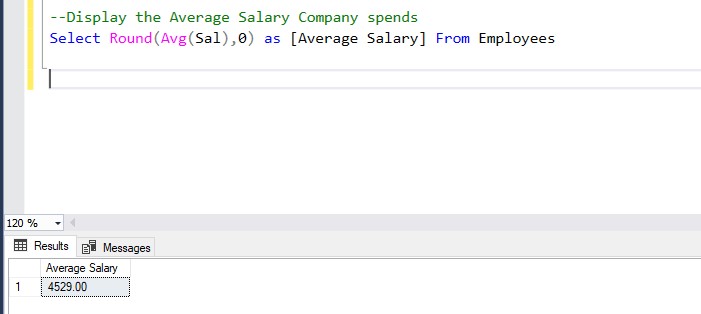 --Display the Average Salary Company spends
Select Round(Avg(Sal),0) as [Average Salary] From Employees
120 %
Results Messages
Average Salary
1 4529.00